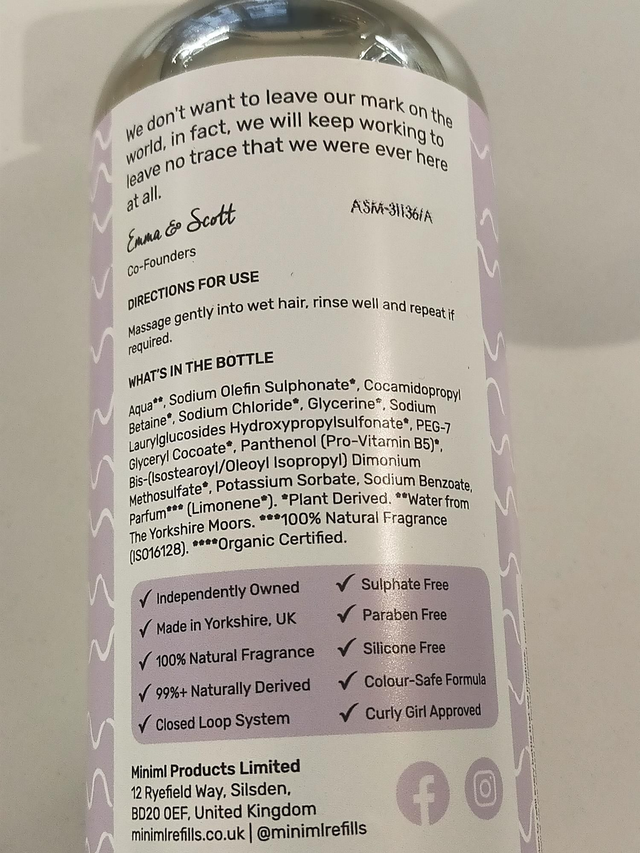 We don't want to leave our mark on the
world, in fact, we will keep working to
leave no trace that we were ever here
at all.
Emma & Scott
ASM-31136/A
Co-Founders
DIRECTIONS FOR USE
Massage gently into wet hair, rinse well and repeat if
required.
WHAT'S IN THE BOTTLE
Aqua**, Sodium Olefin Sulphonate*, Cocamidopropyl
Betaine*, Sodium Chloride*, Glycerine*, Sodium
Laurylglucosides Hydroxypropylsulfonate*, PEG-7
Glyceryl Cocoate*, Panthenol (Pro-Vitamin B5)*,
Bis-(Isostearoyl/Oleoyl Isopropyl) Dimonium
Methosulfate*, Potassium Sorbate, Sodium Benzoate,
Parfum*** (Limonene*). *Plant Derived. **Water from
The Yorkshire Moors. ***100% Natural Fragrance
(ISO16128). ****Organic Certified.
✓ Independently Owned ✓ Sulphate Free
✓ Made in Yorkshire, UK ✓ Paraben Free
✓ 100% Natural Fragrance ✓ Silicone Free
✓ 99%+ Naturally Derived ✓ Colour-Safe Formula
✓ Closed Loop System ✓ Curly Girl Approved
Miniml Products Limited
12 Ryefield Way, Silsden,
BD20 0EF, United Kingdom
minimlrefills.co.uk | @minimlrefills